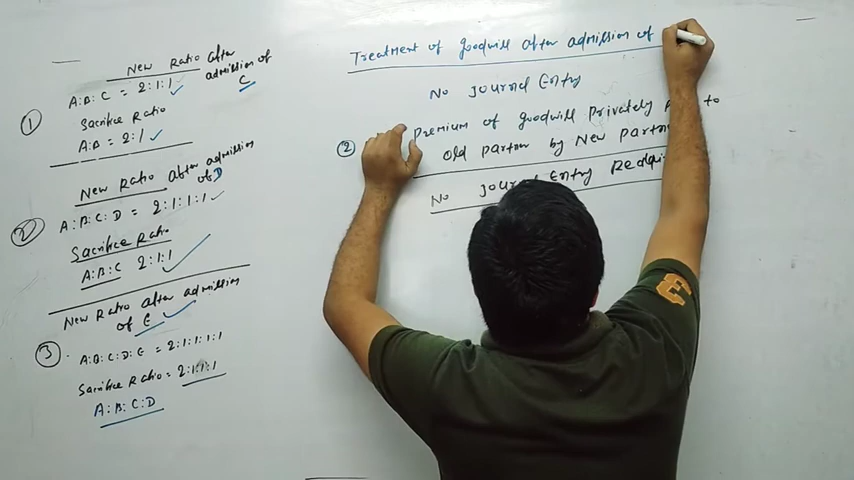 New Ratio after
admission of
C
A:B:C = 2:1:1
① Sacrifice Ratio
A:B = 2:1
New Ratio after admission
of D
② A:B:C:D = 2:1:1:1
Sacrifice Ratio
A:B:C 2:1:1
New Ratio after admission
of E
③ A:B:C:D:E = 2:1:1:1:1
Sacrifice Ratio = 2:1:1:1
A:B:C:D
Treatment of goodwill after admission of
No Journal Entry
② Premium of goodwill Privately to
old partner by New
No Entry
3